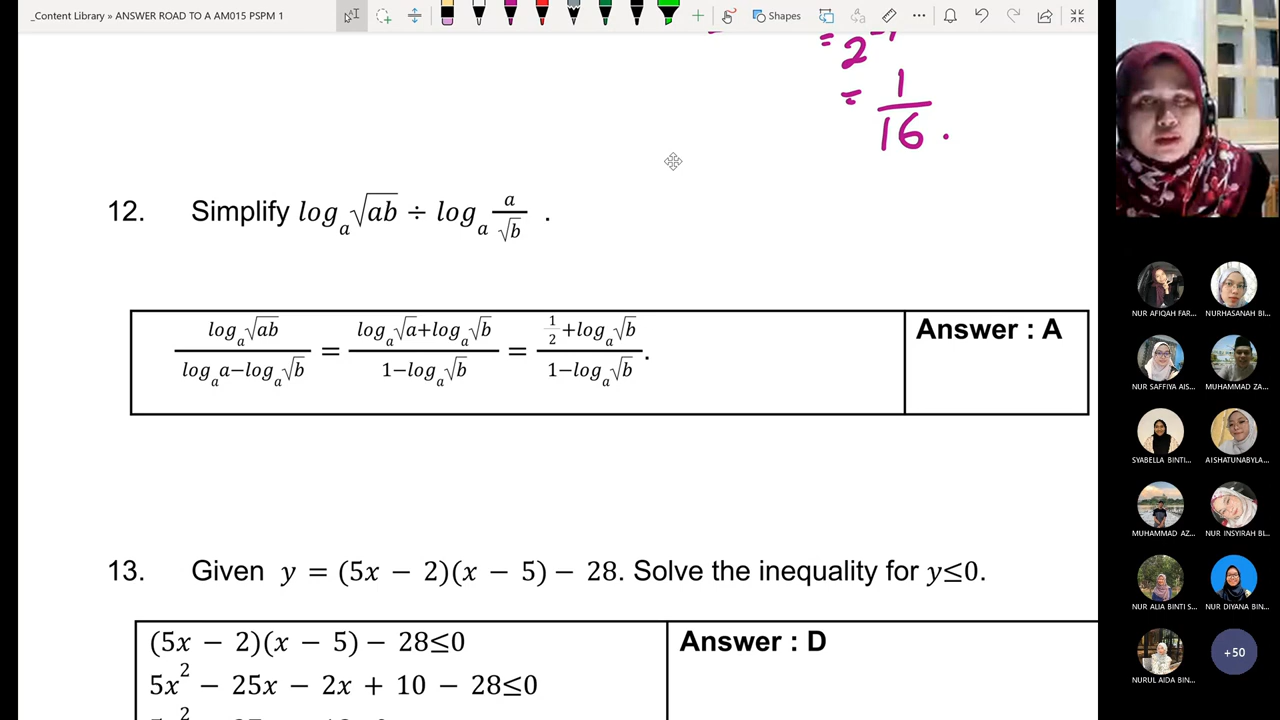 _Content Library » ANSWER ROAD TO A AM015 PSPM 1
Shapes
= 2
= 1/16 .
12. Simplify log_a √ab ÷ log_a a/√b .
log_a √ab / (log_a a − log_a √b) = (log_a √a + log_a √b) / (1 − log_a √b) = (1/2 + log_a √b) / (1 − log_a √b) .
Answer : A
13. Given y = (5x − 2)(x − 5) − 28. Solve the inequality for y≤0.
(5x − 2)(x − 5) − 28≤0
5x² − 25x − 2x + 10 − 28≤0
Answer : D
NUR AFIQAH FAR...
NURHASANAH BI...
NUR SAFFIYA AIS...
MUHAMMAD ZA...
SYABELLA BINTI...
AISHATUNABYLA...
MUHAMMAD AZ...
NUR INSYIRAH BI...
NUR ALIA BINTI S...
NUR DIYANA BIN...
NURUL AIDA BIN...
+50